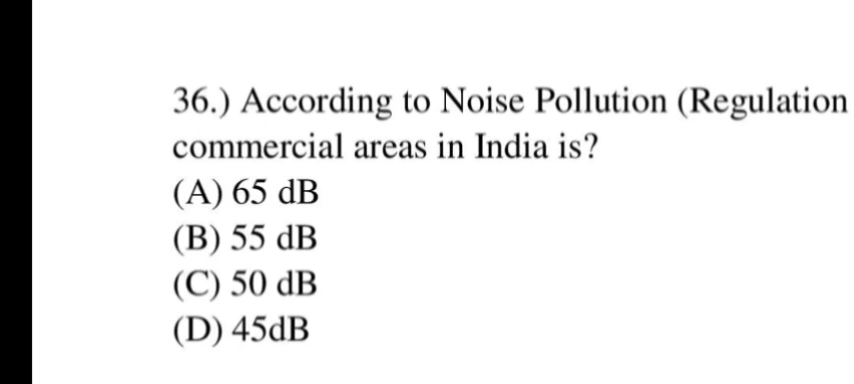 36.) According to Noise Pollution (Regulation
commercial areas in India is?
(A) 65 dB
(B) 55 dB
(C) 50 dB
(D) 45dB